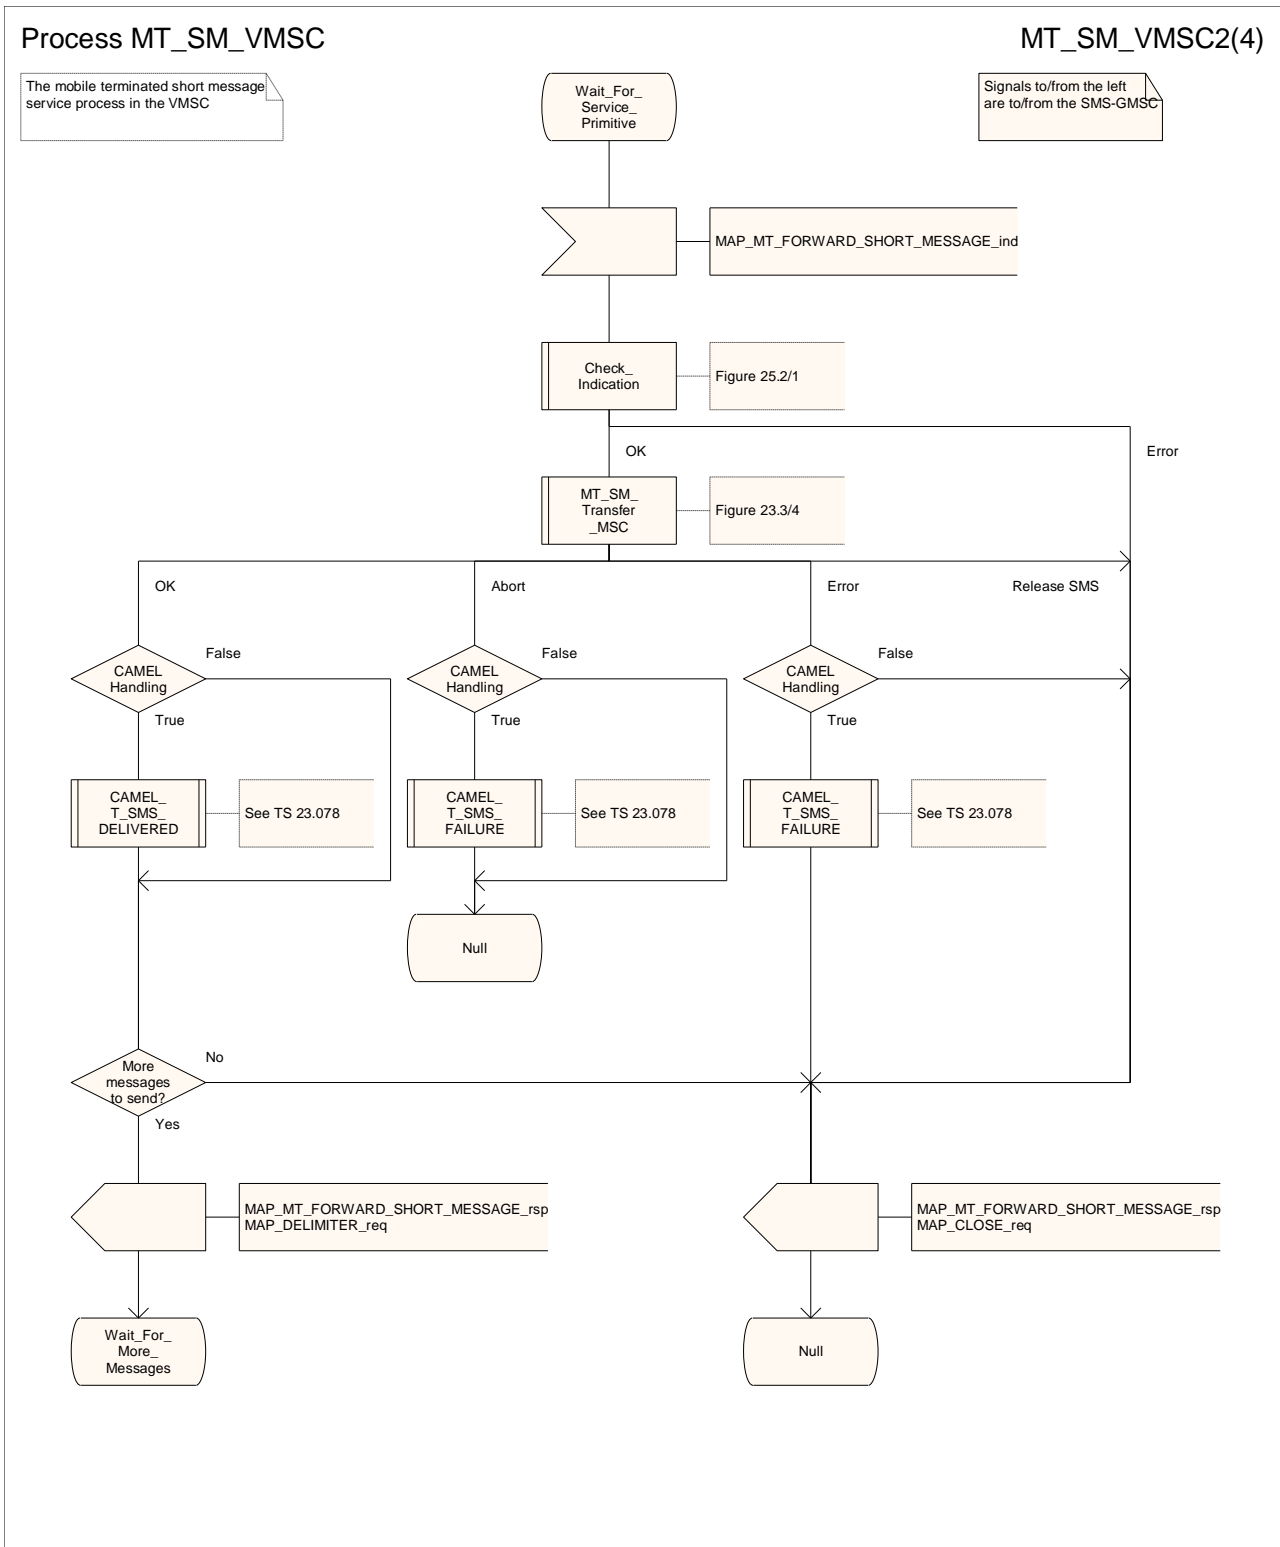 Process MT_SM_VMSC
MT_SM_VMSC2(4)
The mobile terminated short message
service process in the VMSC
Wait_For_
Service_
Primitive
Signals to/from the left
are to/from the SMS-GMSC
MAP_MT_FORWARD_SHORT_MESSAGE_ind
Check_
Indication
Figure 25.2/1
OK
Error
MT_SM_
Transfer
_MSC
Figure 23.3/4
OK
Abort
Error
Release SMS
CAMEL
Handling
False
True
CAMEL
Handling
False
True
CAMEL
Handling
False
True
CAMEL_
T_SMS_
DELIVERED
See TS 23.078
CAMEL_
T_SMS_
FAILURE
See TS 23.078
CAMEL_
T_SMS_
FAILURE
See TS 23.078
Null
More
messages
to send?
No
Yes
MAP_MT_FORWARD_SHORT_MESSAGE_rsp
MAP_DELIMITER_req
MAP_MT_FORWARD_SHORT_MESSAGE_rsp
MAP_CLOSE_req
Wait_For_
More_
Messages
Null